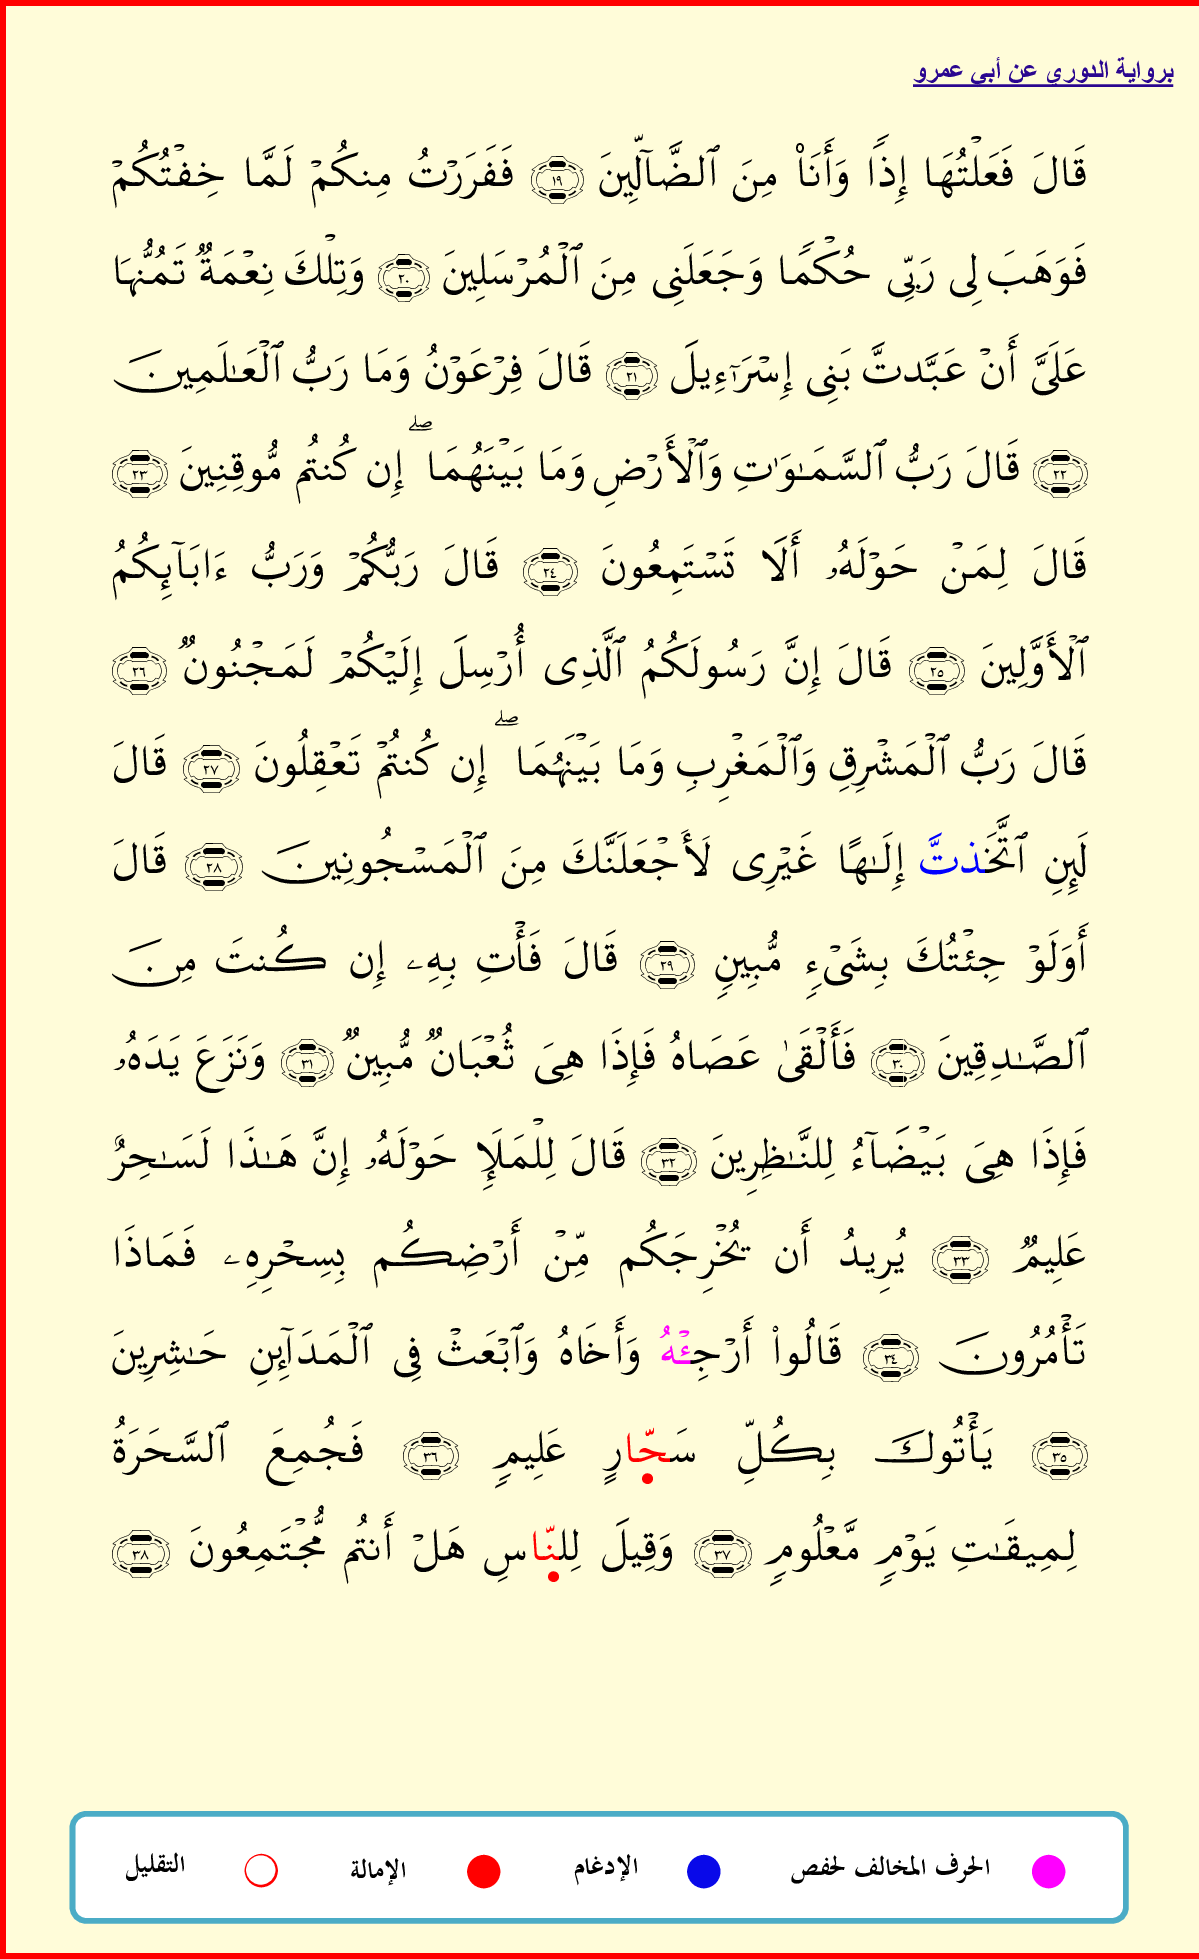 برواية الدوري عن أبي عمرو
قَالَ فَعَلْتُهَا إِذًا وَأَنَا۠ مِنَ ٱلضَّآلِّينَ ١٩ فَفَرَرْتُ مِنكُمْ لَمَّا خِفْتُكُمْ
فَوَهَبَ لِى رَبِّى حُكْمًا وَجَعَلَنِى مِنَ ٱلْمُرْسَلِينَ ٢٠ وَتِلْكَ نِعْمَةٌ تَمُنُّهَا
عَلَىَّ أَنْ عَبَّدتَّ بَنِى إِسْرَٰٓءِيلَ ٢١ قَالَ فِرْعَوْنُ وَمَا رَبُّ ٱلْعَـٰلَمِينَ
٢٢ قَالَ رَبُّ ٱلسَّمَـٰوَٰتِ وَٱلْأَرْضِ وَمَا بَيْنَهُمَا ۖ إِن كُنتُم مُّوقِنِينَ ٢٣
قَالَ لِمَنْ حَوْلَهُۥ أَلَا تَسْتَمِعُونَ ٢٤ قَالَ رَبُّكُمْ وَرَبُّ ءَابَآئِكُمُ
ٱلْأَوَّلِينَ ٢٥ قَالَ إِنَّ رَسُولَكُمُ ٱلَّذِى أُرْسِلَ إِلَيْكُمْ لَمَجْنُونٌ ٢٦
قَالَ رَبُّ ٱلْمَشْرِقِ وَٱلْمَغْرِبِ وَمَا بَيْنَهُمَا ۖ إِن كُنتُمْ تَعْقِلُونَ ٢٧ قَالَ
لَئِنِ ٱتَّخَذتَّ إِلَـٰهًا غَيْرِى لَأَجْعَلَنَّكَ مِنَ ٱلْمَسْجُونِينَ ٢٨ قَالَ
أَوَلَوْ جِئْتُكَ بِشَىْءٍ مُّبِينٍ ٢٩ قَالَ فَأْتِ بِهِۦ إِن كُنتَ مِنَ
ٱلصَّـٰدِقِينَ ٣٠ فَأَلْقَىٰ عَصَاهُ فَإِذَا هِىَ ثُعْبَانٌ مُّبِينٌ ٣١ وَنَزَعَ يَدَهُۥ
فَإِذَا هِىَ بَيْضَآءُ لِلنَّـٰظِرِينَ ٣٢ قَالَ لِلْمَلَإِ حَوْلَهُۥ إِنَّ هَـٰذَا لَسَـٰحِرٌ
عَلِيمٌ ٣٣ يُرِيدُ أَن يُخْرِجَكُم مِّنْ أَرْضِكُم بِسِحْرِهِۦ فَمَاذَا
تَأْمُرُونَ ٣٤ قَالُوا۟ أَرْجِئْهُ وَأَخَاهُ وَٱبْعَثْ فِى ٱلْمَدَآئِنِ حَـٰشِرِينَ
٣٥ يَأْتُوكَ بِكُلِّ سَحَّارٍ عَلِيمٍ ٣٦ فَجُمِعَ ٱلسَّحَرَةُ
لِمِيقَـٰتِ يَوْمٍ مَّعْلُومٍ ٣٧ وَقِيلَ لِلنَّاسِ هَلْ أَنتُم مُّجْتَمِعُونَ ٣٨
الحرف المخالف لحفص الإدغام الإمالة التقليل